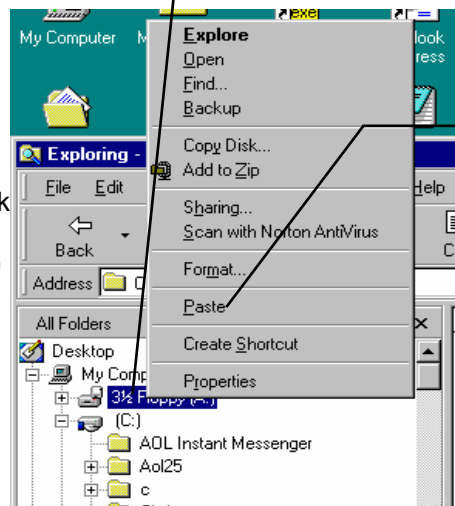 exe
My Computer M
look
ress
Explore
Open
Find...
Backup
Copy Disk...
Add to Zip
Sharing...
Scan with Norton AntiVirus
Format...
Paste
Create Shortcut
Properties
Exploring -
File Edit Help
k
Back C
Address C
All Folders
Desktop
My Comp
3½ Floppy (A:)
(C:)
AOL Instant Messenger
Aol25
c